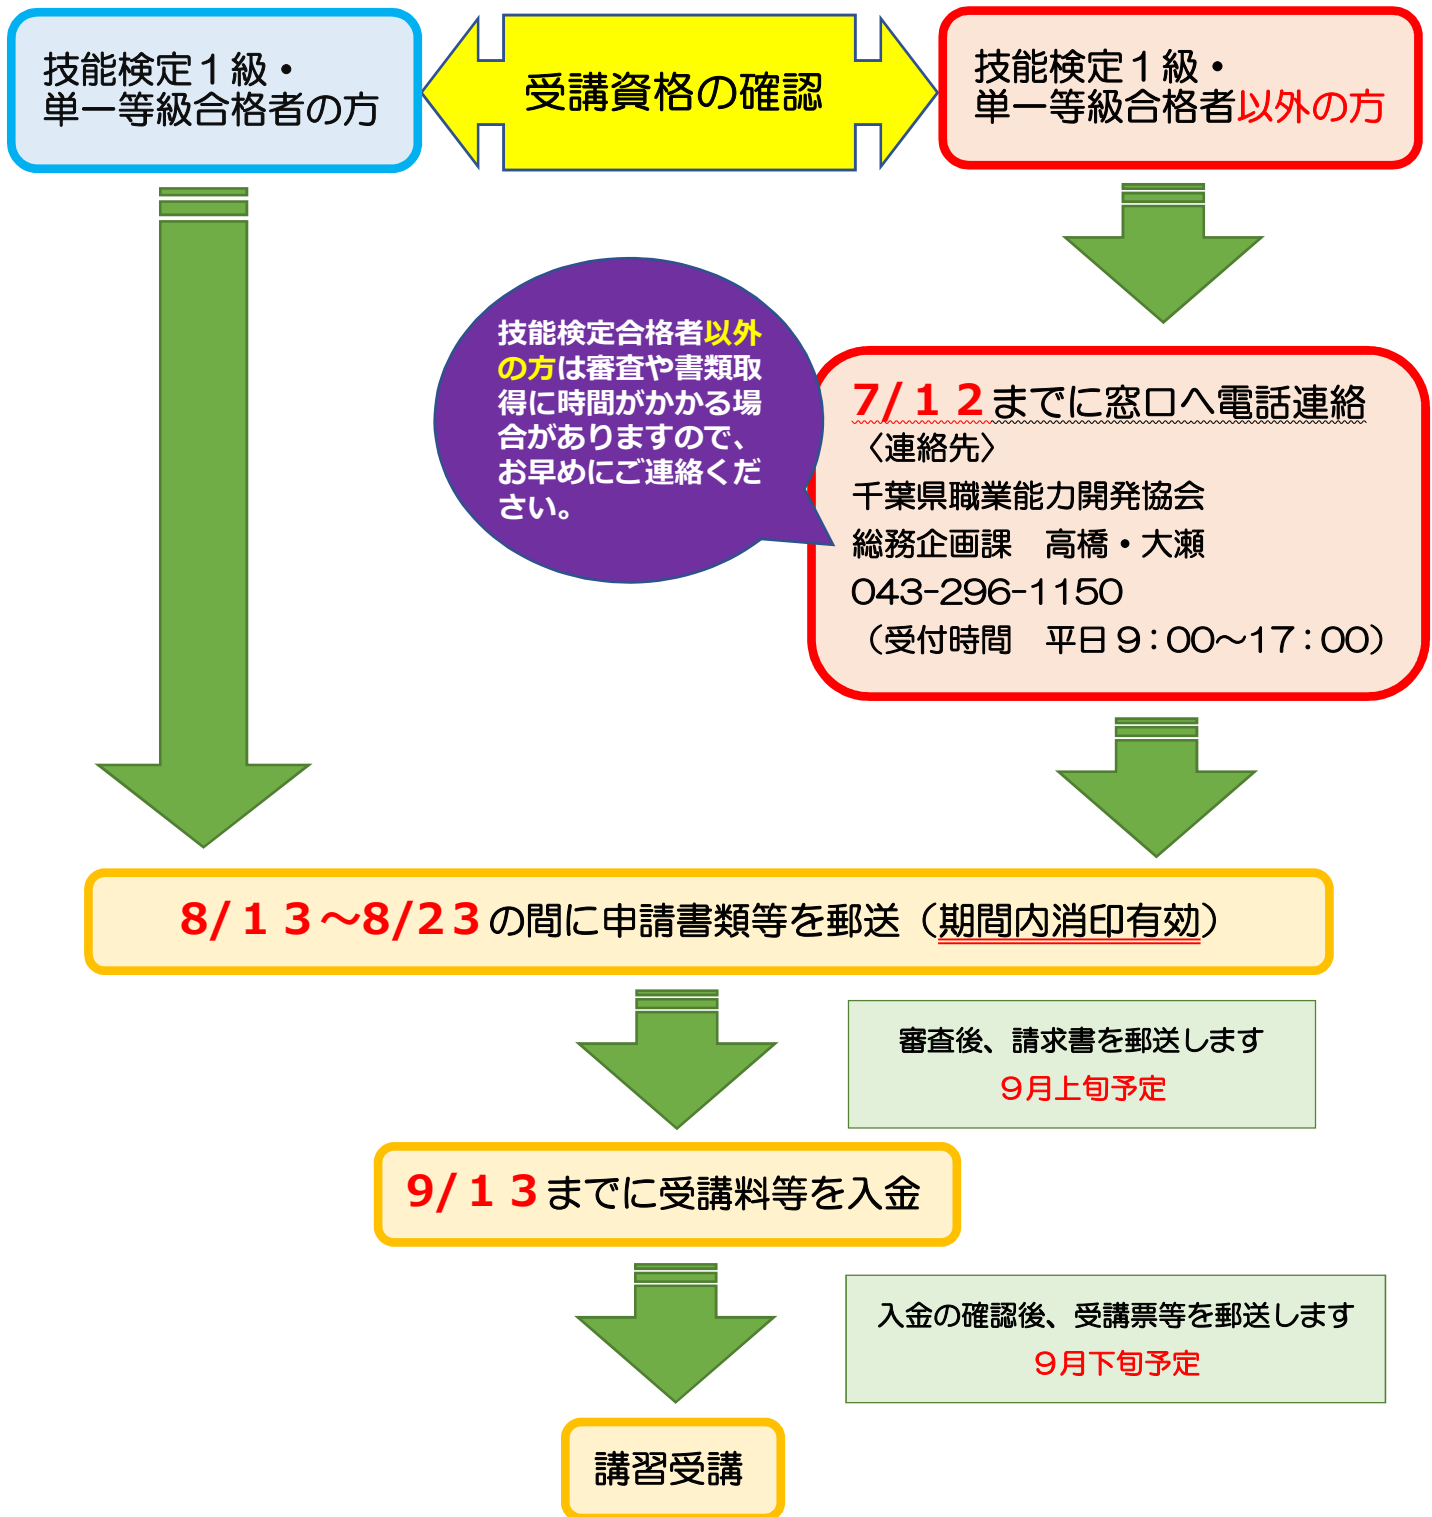 技能検定１級・
単一等級合格者の方
受講資格の確認
技能検定１級・
単一等級合格者以外の方
技能検定合格者以外
の方は審査や書類取
得に時間がかかる場
合がありますので、
お早めにご連絡くだ
さい。
7/１２までに窓口へ電話連絡
〈連絡先〉
千葉県職業能力開発協会
総務企画課　高橋・大瀬
043-296-1150
（受付時間　平日９：00～17：00）
8/１３～8/23の間に申請書類等を郵送（期間内消印有効）
審査後、請求書を郵送します
９月上旬予定
9/１３までに受講料等を入金
入金の確認後、受講票等を郵送します
９月下旬予定
講習受講